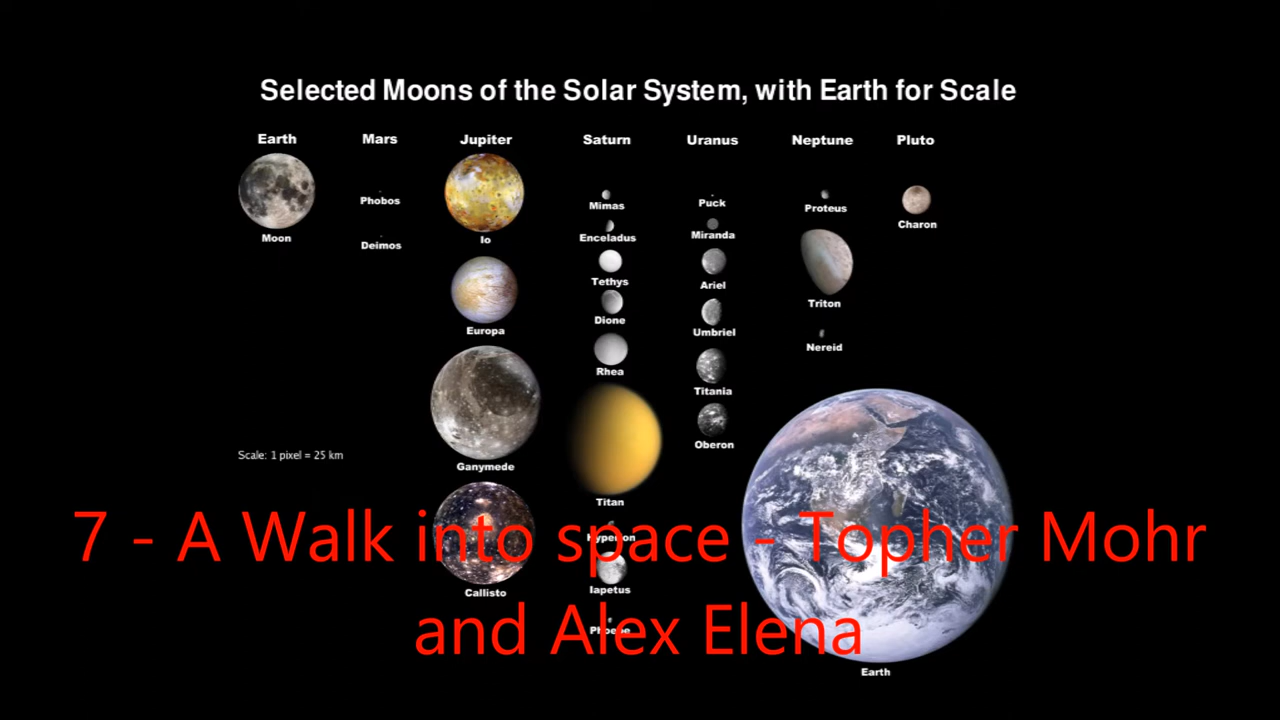 Selected Moons of the Solar System, with Earth for Scale
Earth Mars Jupiter Saturn Uranus Neptune Pluto
Phobos Mimas Puck Proteus
Charon
Moon Deimos Io Enceladus Miranda
Tethys Ariel
Triton
Europa Dione Umbriel
Nereid
Rhea
Titania
Oberon
Scale: 1 pixel = 25 km
Ganymede
Titan
7 - A Walk into space - Topher Mohr
and Alex Elena
Hyperion
Callisto Iapetus
Phoebe
Earth